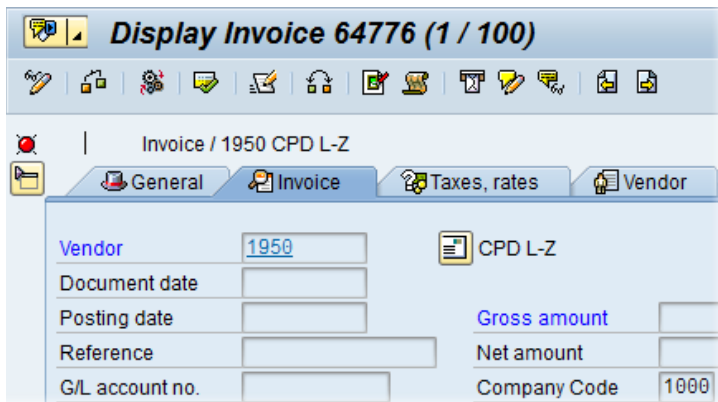 Display Invoice 64776 (1 / 100)
Invoice / 1950 CPD L-Z
General Invoice Taxes, rates Vendor
Vendor 1950 CPD L-Z
Document date
Posting date Gross amount
Reference Net amount
G/L account no. Company Code 1000